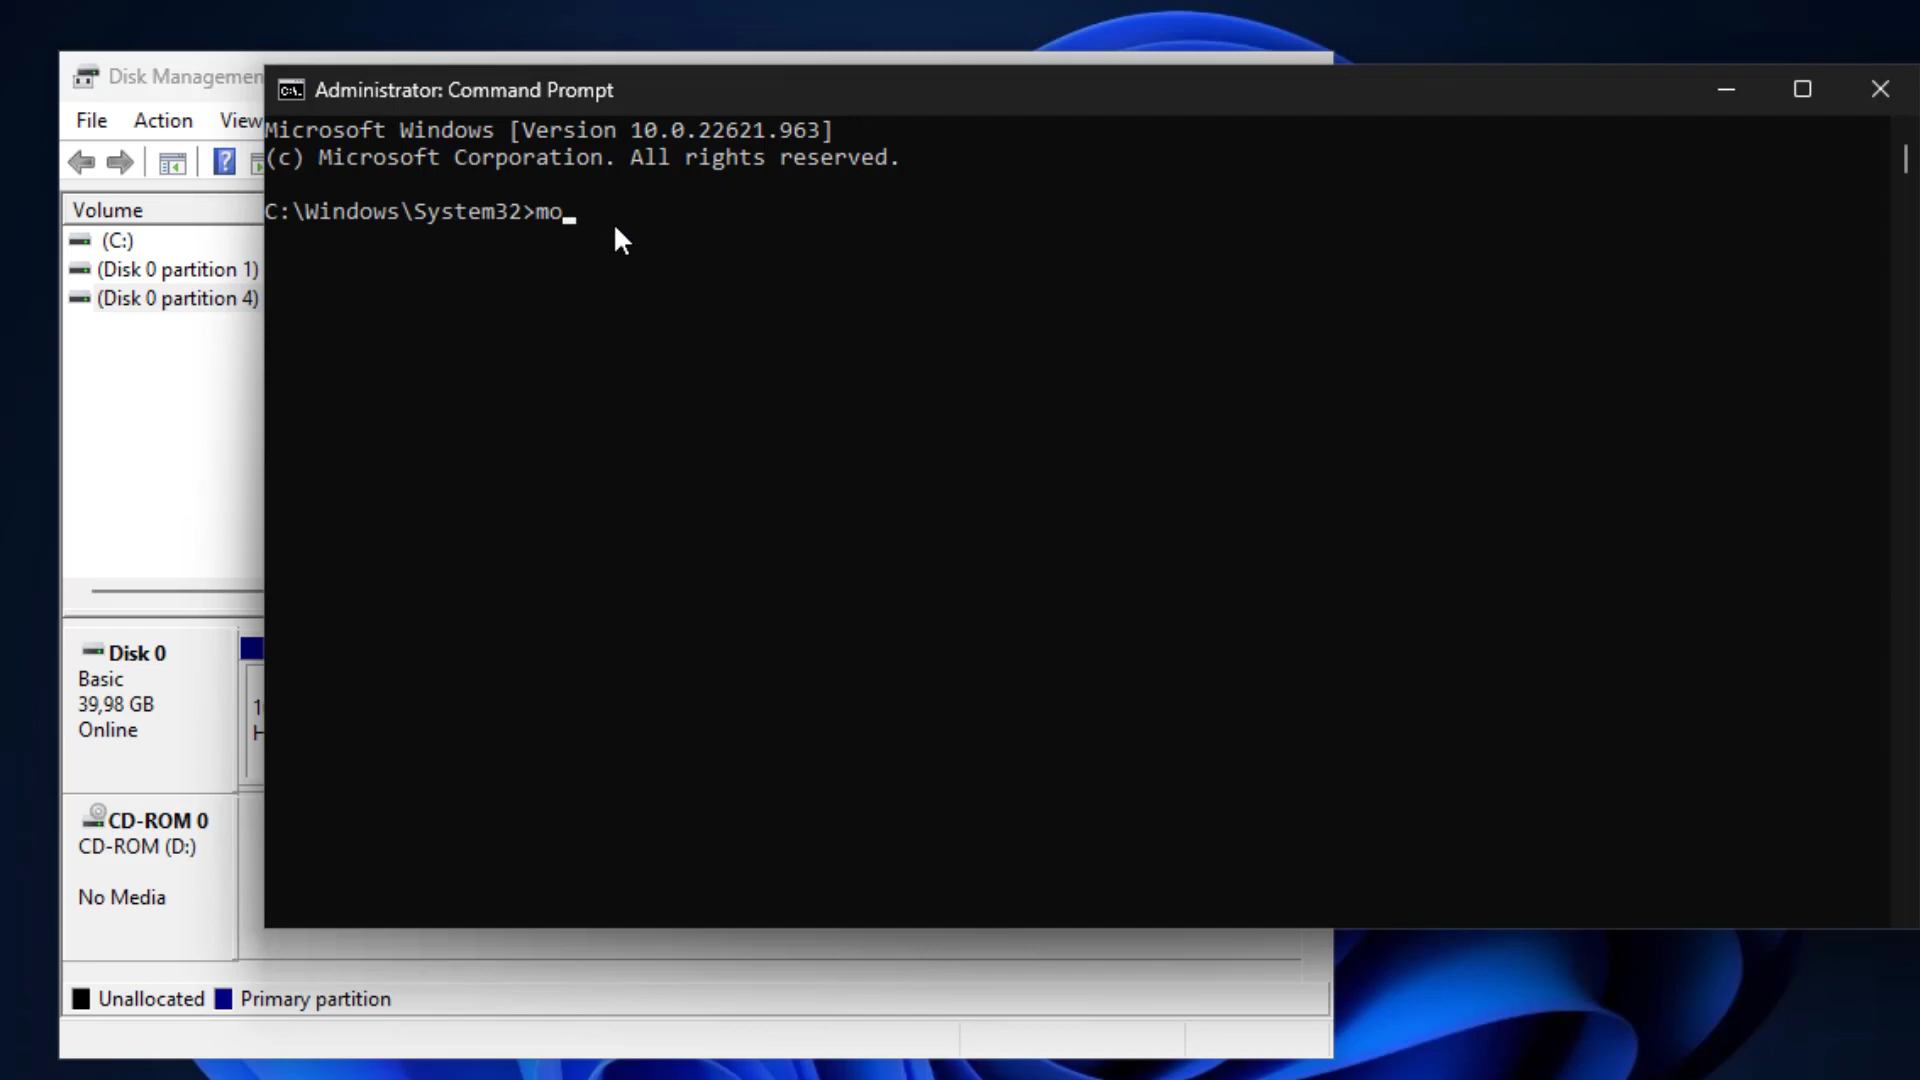 Disk Managemen
File Action View
Volume
(C:)
(Disk 0 partition 1)
(Disk 0 partition 4)
Disk 0
Basic
39,98 GB
Online
CD-ROM 0
CD-ROM (D:)
No Media
Unallocated Primary partition
Administrator: Command Prompt
Microsoft Windows [Version 10.0.22621.963]
(c) Microsoft Corporation. All rights reserved.
C:\Windows\System32>mo